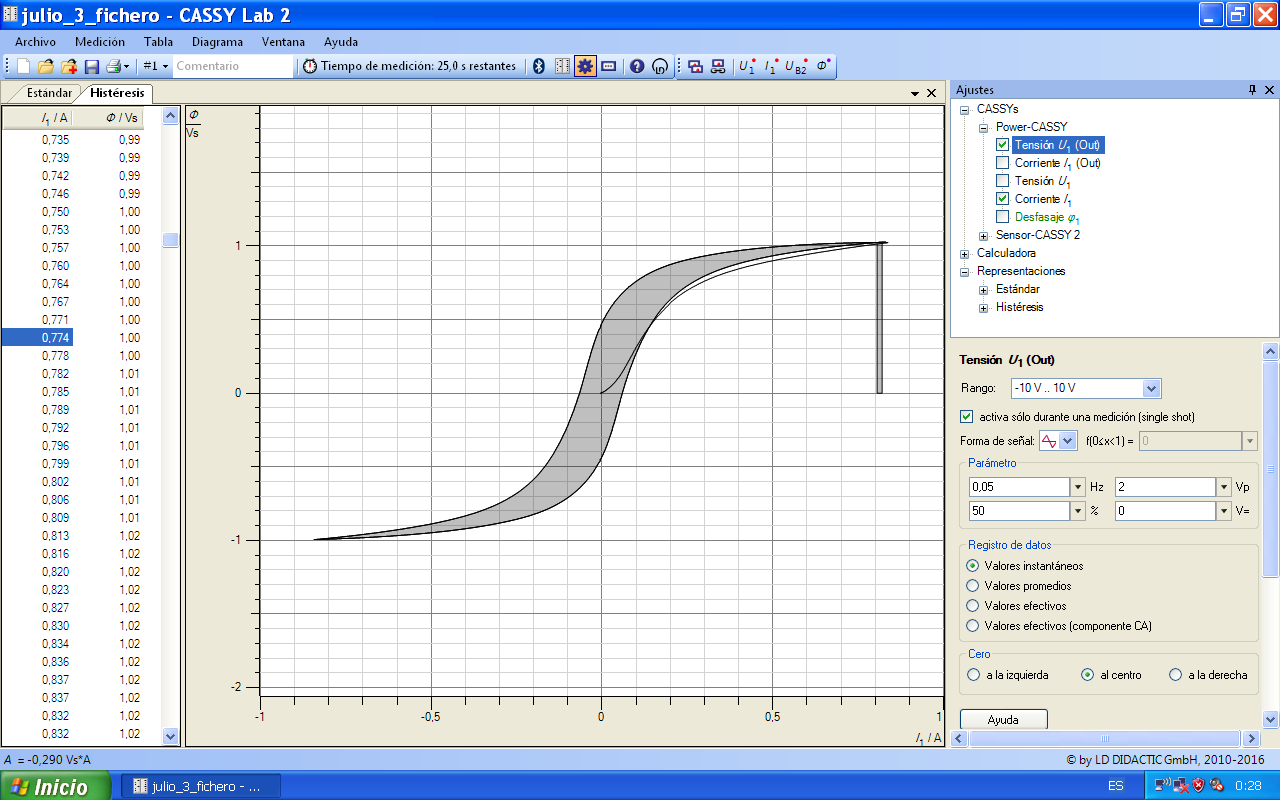 julio_3_fichero - CASSY Lab 2
Archivo Medición Tabla Diagrama Ventana Ayuda
#1 Comentario Tiempo de medición: 25,0 s restantes U1 I1 UB2 Φ
Estándar Histéresis
I1 / A Φ / Vs
0,735 0,99
0,739 0,99
0,742 0,99
0,746 0,99
0,750 1,00
0,753 1,00
0,757 1,00
0,760 1,00
0,764 1,00
0,767 1,00
0,771 1,00
0,774 1,00
0,778 1,00
0,782 1,01
0,785 1,01
0,789 1,01
0,792 1,01
0,796 1,01
0,799 1,01
0,802 1,01
0,806 1,01
0,809 1,01
0,813 1,02
0,816 1,02
0,820 1,02
0,823 1,02
0,827 1,02
0,830 1,02
0,834 1,02
0,836 1,02
0,837 1,02
0,837 1,02
0,832 1,02
0,832 1,02
Φ
Vs
1
0
-1
-2
-1 -0,5 0 0,5 1
I1 / A
Ajustes
CASSYs
Power-CASSY
Tensión U1 (Out)
Corriente I1 (Out)
Tensión U1
Corriente I1
Desfasaje φ1
Sensor-CASSY 2
Calculadora
Representaciones
Estándar
Histéresis
Tensión U1 (Out)
Rango: -10 V .. 10 V
activa sólo durante una medición (single shot)
Forma de señal: f(0≤x<1) = 0
Parámetro
0,05 Hz 2 Vp
50 % 0 V=
Registro de datos
Valores instantáneos
Valores promedios
Valores efectivos
Valores efectivos (componente CA)
Cero
a la izquierda al centro a la derecha
Ayuda
A = -0,290 Vs*A © by LD DIDACTIC GmbH, 2010-2016
Inicio julio_3_fichero - ... ES 0:28